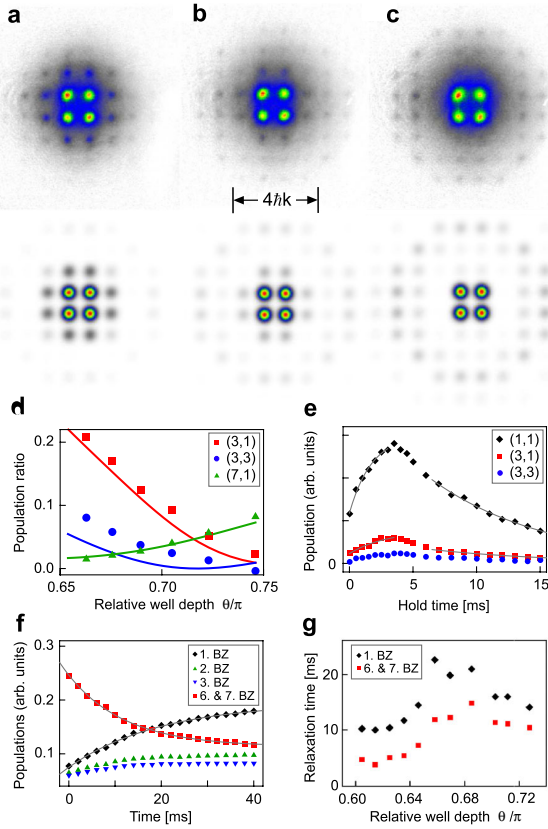 a b c
4ħk
d
0.2
0.1
0.0
Population ratio
(3,1)
(3,3)
(7,1)
0.65 0.70 0.75
Relative well depth θ/π
e
Population (arb. units)
0
(1,1)
(3,1)
(3,3)
0 5 10 15
Hold time [ms]
f
0.3
0.2
0.1
Populations (arb. units)
1. BZ
2. BZ
3. BZ
6. & 7. BZ
0 20 40
Time [ms]
g
Relaxation time [ms]
20
10
0
1. BZ
6. & 7. BZ
0.60 0.64 0.68 0.72
Relative well depth θ/π